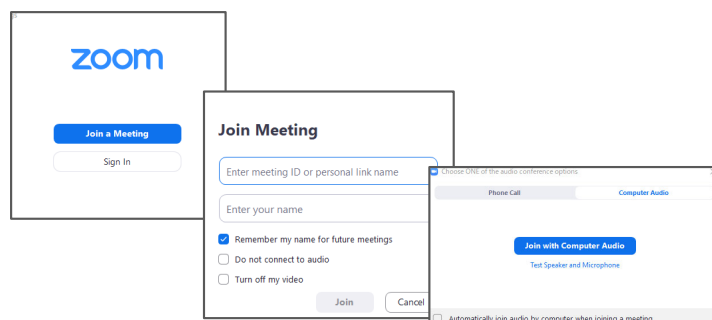 zoom
Join a Meeting
Sign In
Join Meeting
Enter meeting ID or personal link name
Enter your name
Remember my name for future meetings
Do not connect to audio
Turn off my video
Join Cancel
Choose ONE of the audio conference options
Phone Call Computer Audio
Join with Computer Audio
Test Speaker and Microphone
Automatically join audio by computer when joining a meeting